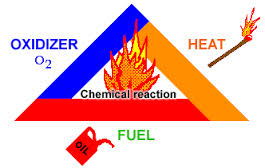 OXIDIZER
O2
HEAT
Chemical reaction
OIL
FUEL